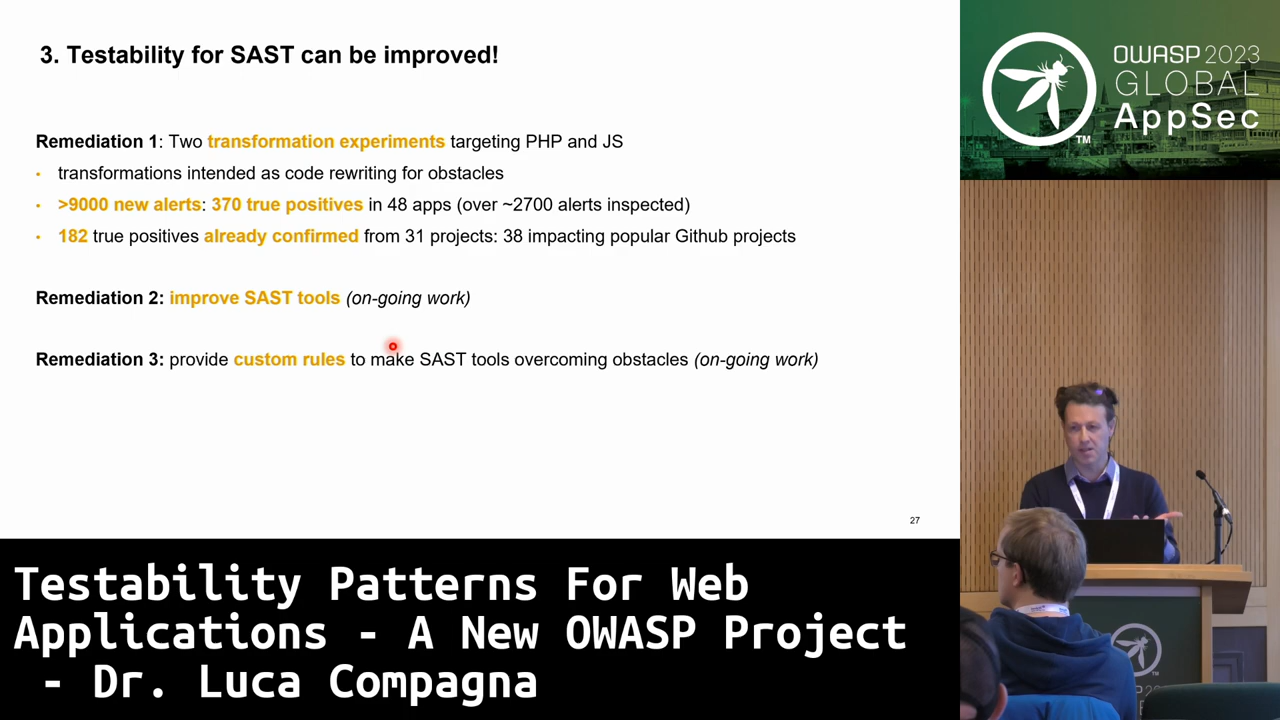 3. Testability for SAST can be improved!
Remediation 1: Two transformation experiments targeting PHP and JS
• transformations intended as code rewriting for obstacles
• >9000 new alerts: 370 true positives in 48 apps (over ~2700 alerts inspected)
• 182 true positives already confirmed from 31 projects: 38 impacting popular Github projects
Remediation 2: improve SAST tools (on-going work)
Remediation 3: provide custom rules to make SAST tools overcoming obstacles (on-going work)
27
OWASP 2023
GLOBAL
AppSec
TM
Testability Patterns For Web
Applications - A New OWASP Project
- Dr. Luca Compagna